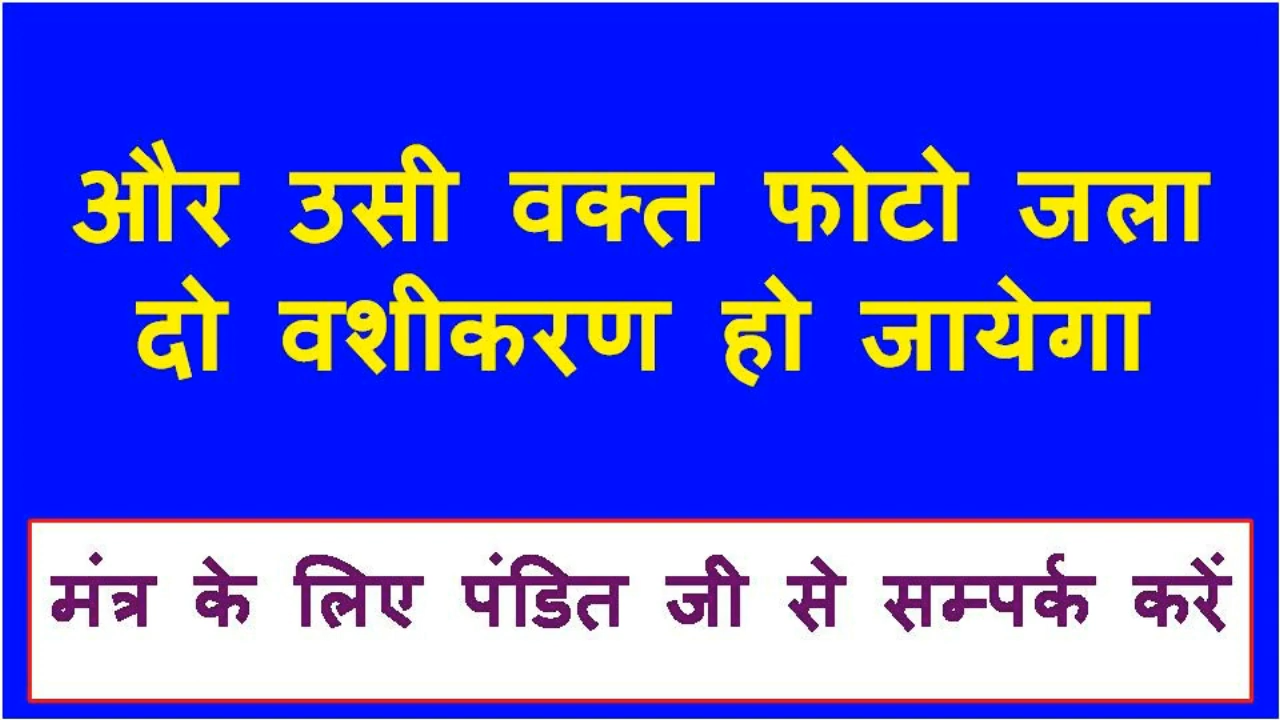 और उसी वक्त फोटो जला
दो वशीकरण हो जायेगा
मंत्र के लिए पंडित जी से सम्पर्क करें